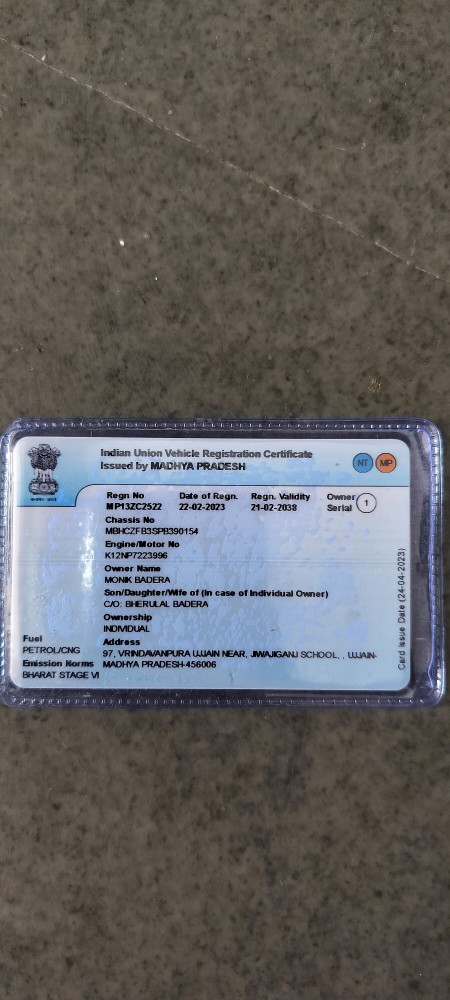 Indian Union Vehicle Registration Certificate
Issued by MADHYA PRADESH
NT MP
Regn No Date of Regn. Regn. Validity Owner Serial 1
MP13ZC2522 22-02-2023 21-02-2038
Chassis No
MBHCZFB3SPB390154
Engine/Motor No
K12NP7223996
Owner Name
MONIK BADERA
Son/Daughter/Wife of (In case of Individual Owner)
C/O: BHERULAL BADERA
Ownership
INDIVIDUAL
Fuel
PETROL/CNG
Emission Norms
BHARAT STAGE VI
Address
97, VRINDAVANPURA UJJAIN NEAR, JIWAJIGANJ SCHOOL, , UJJAIN-
MADHYA PRADESH-456006
Card Issue Date (24-04-2023)